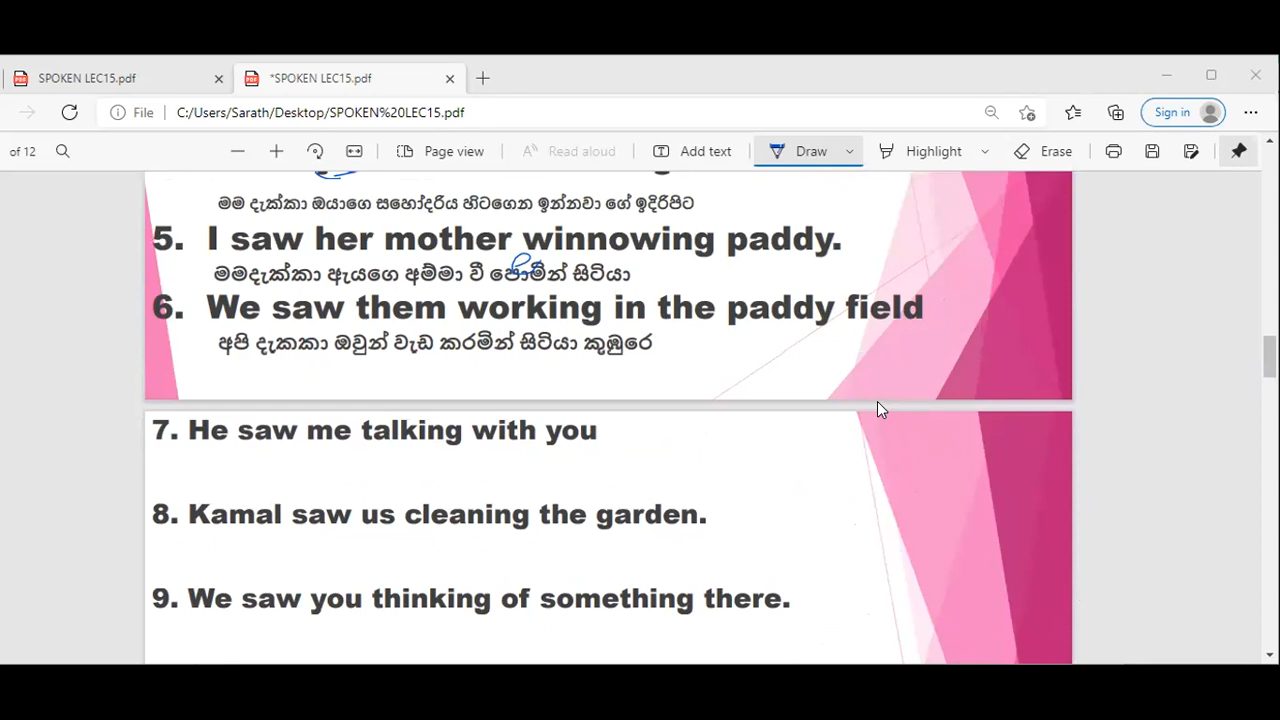 SPOKEN LEC15.pdf
*SPOKEN LEC15.pdf
File C:/Users/Sarath/Desktop/SPOKEN%20LEC15.pdf
Sign in
of 12
Page view
Read aloud
Add text
Draw
Highlight
Erase
මම දැක්කා ඔයාගෙ සහෝදරිය හිටගෙන ඉන්නවා ගේ ඉදිරිපිට
5. I saw her mother winnowing paddy.
මමදැක්කා ඇයගෙ අම්මා වී සිටියා
6. We saw them working in the paddy field
අපි දැකකා ඔවුන් වැඩ කරමින් සිටියා කුඹුරෙ
7. He saw me talking with you
8. Kamal saw us cleaning the garden.
9. We saw you thinking of something there.